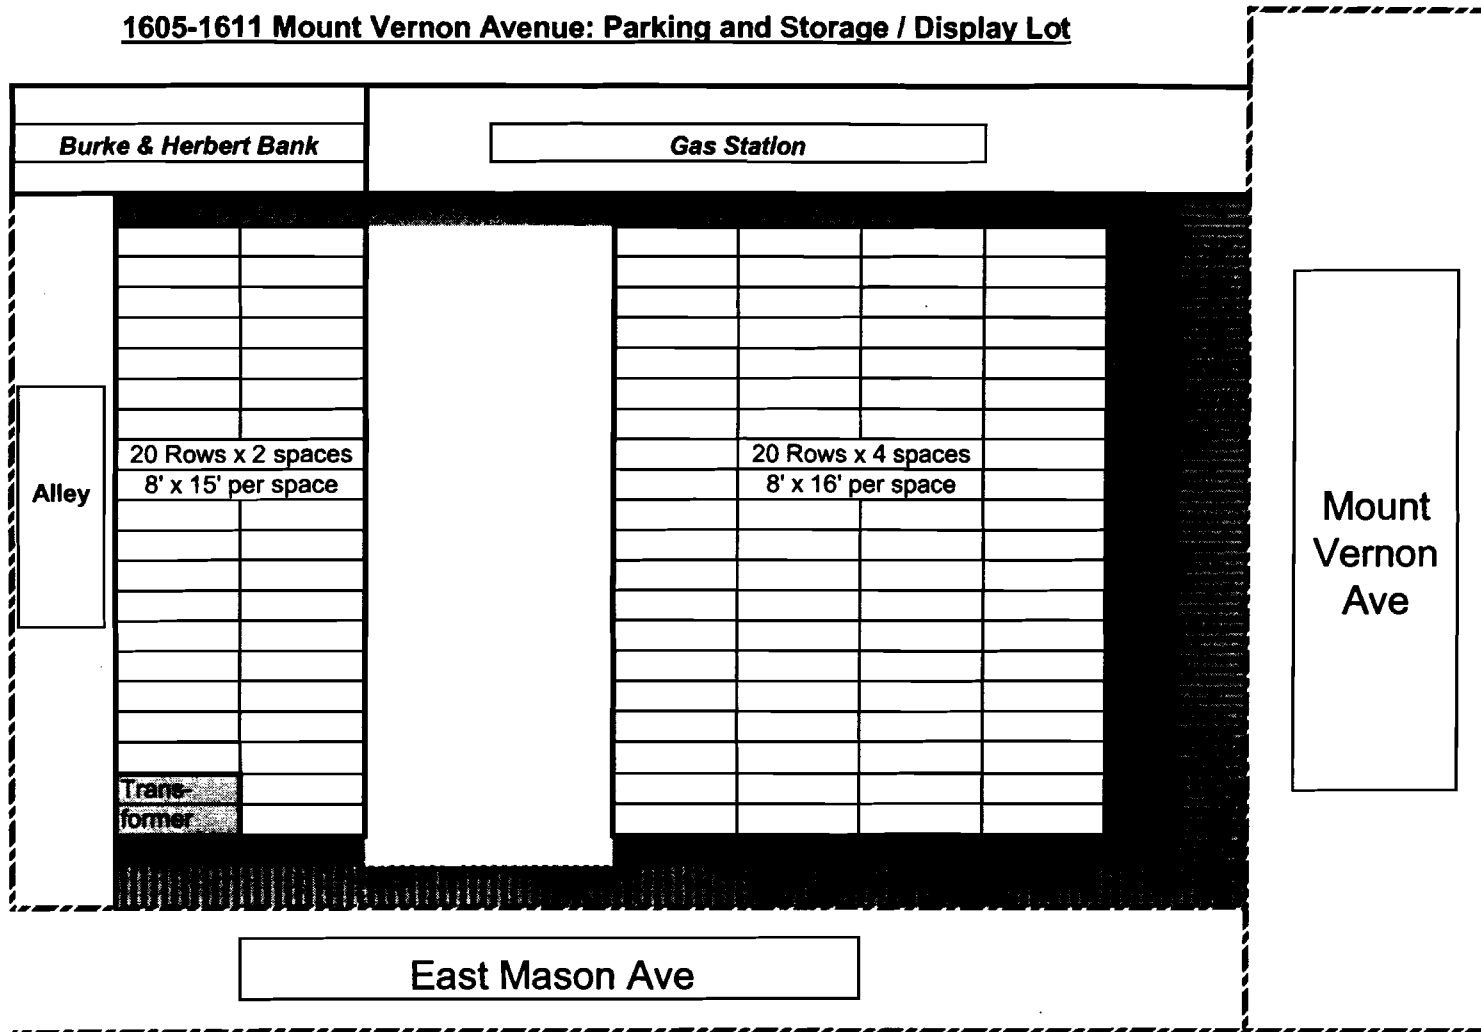 1605-1611 Mount Vernon Avenue: Parking and Storage / Display Lot
Burke & Herbert Bank
Gas Station
20 Rows x 2 spaces
8' x 15' per space
20 Rows x 4 spaces
8' x 16' per space
Alley
Mount
Vernon
Ave
Trans-
former
East Mason Ave